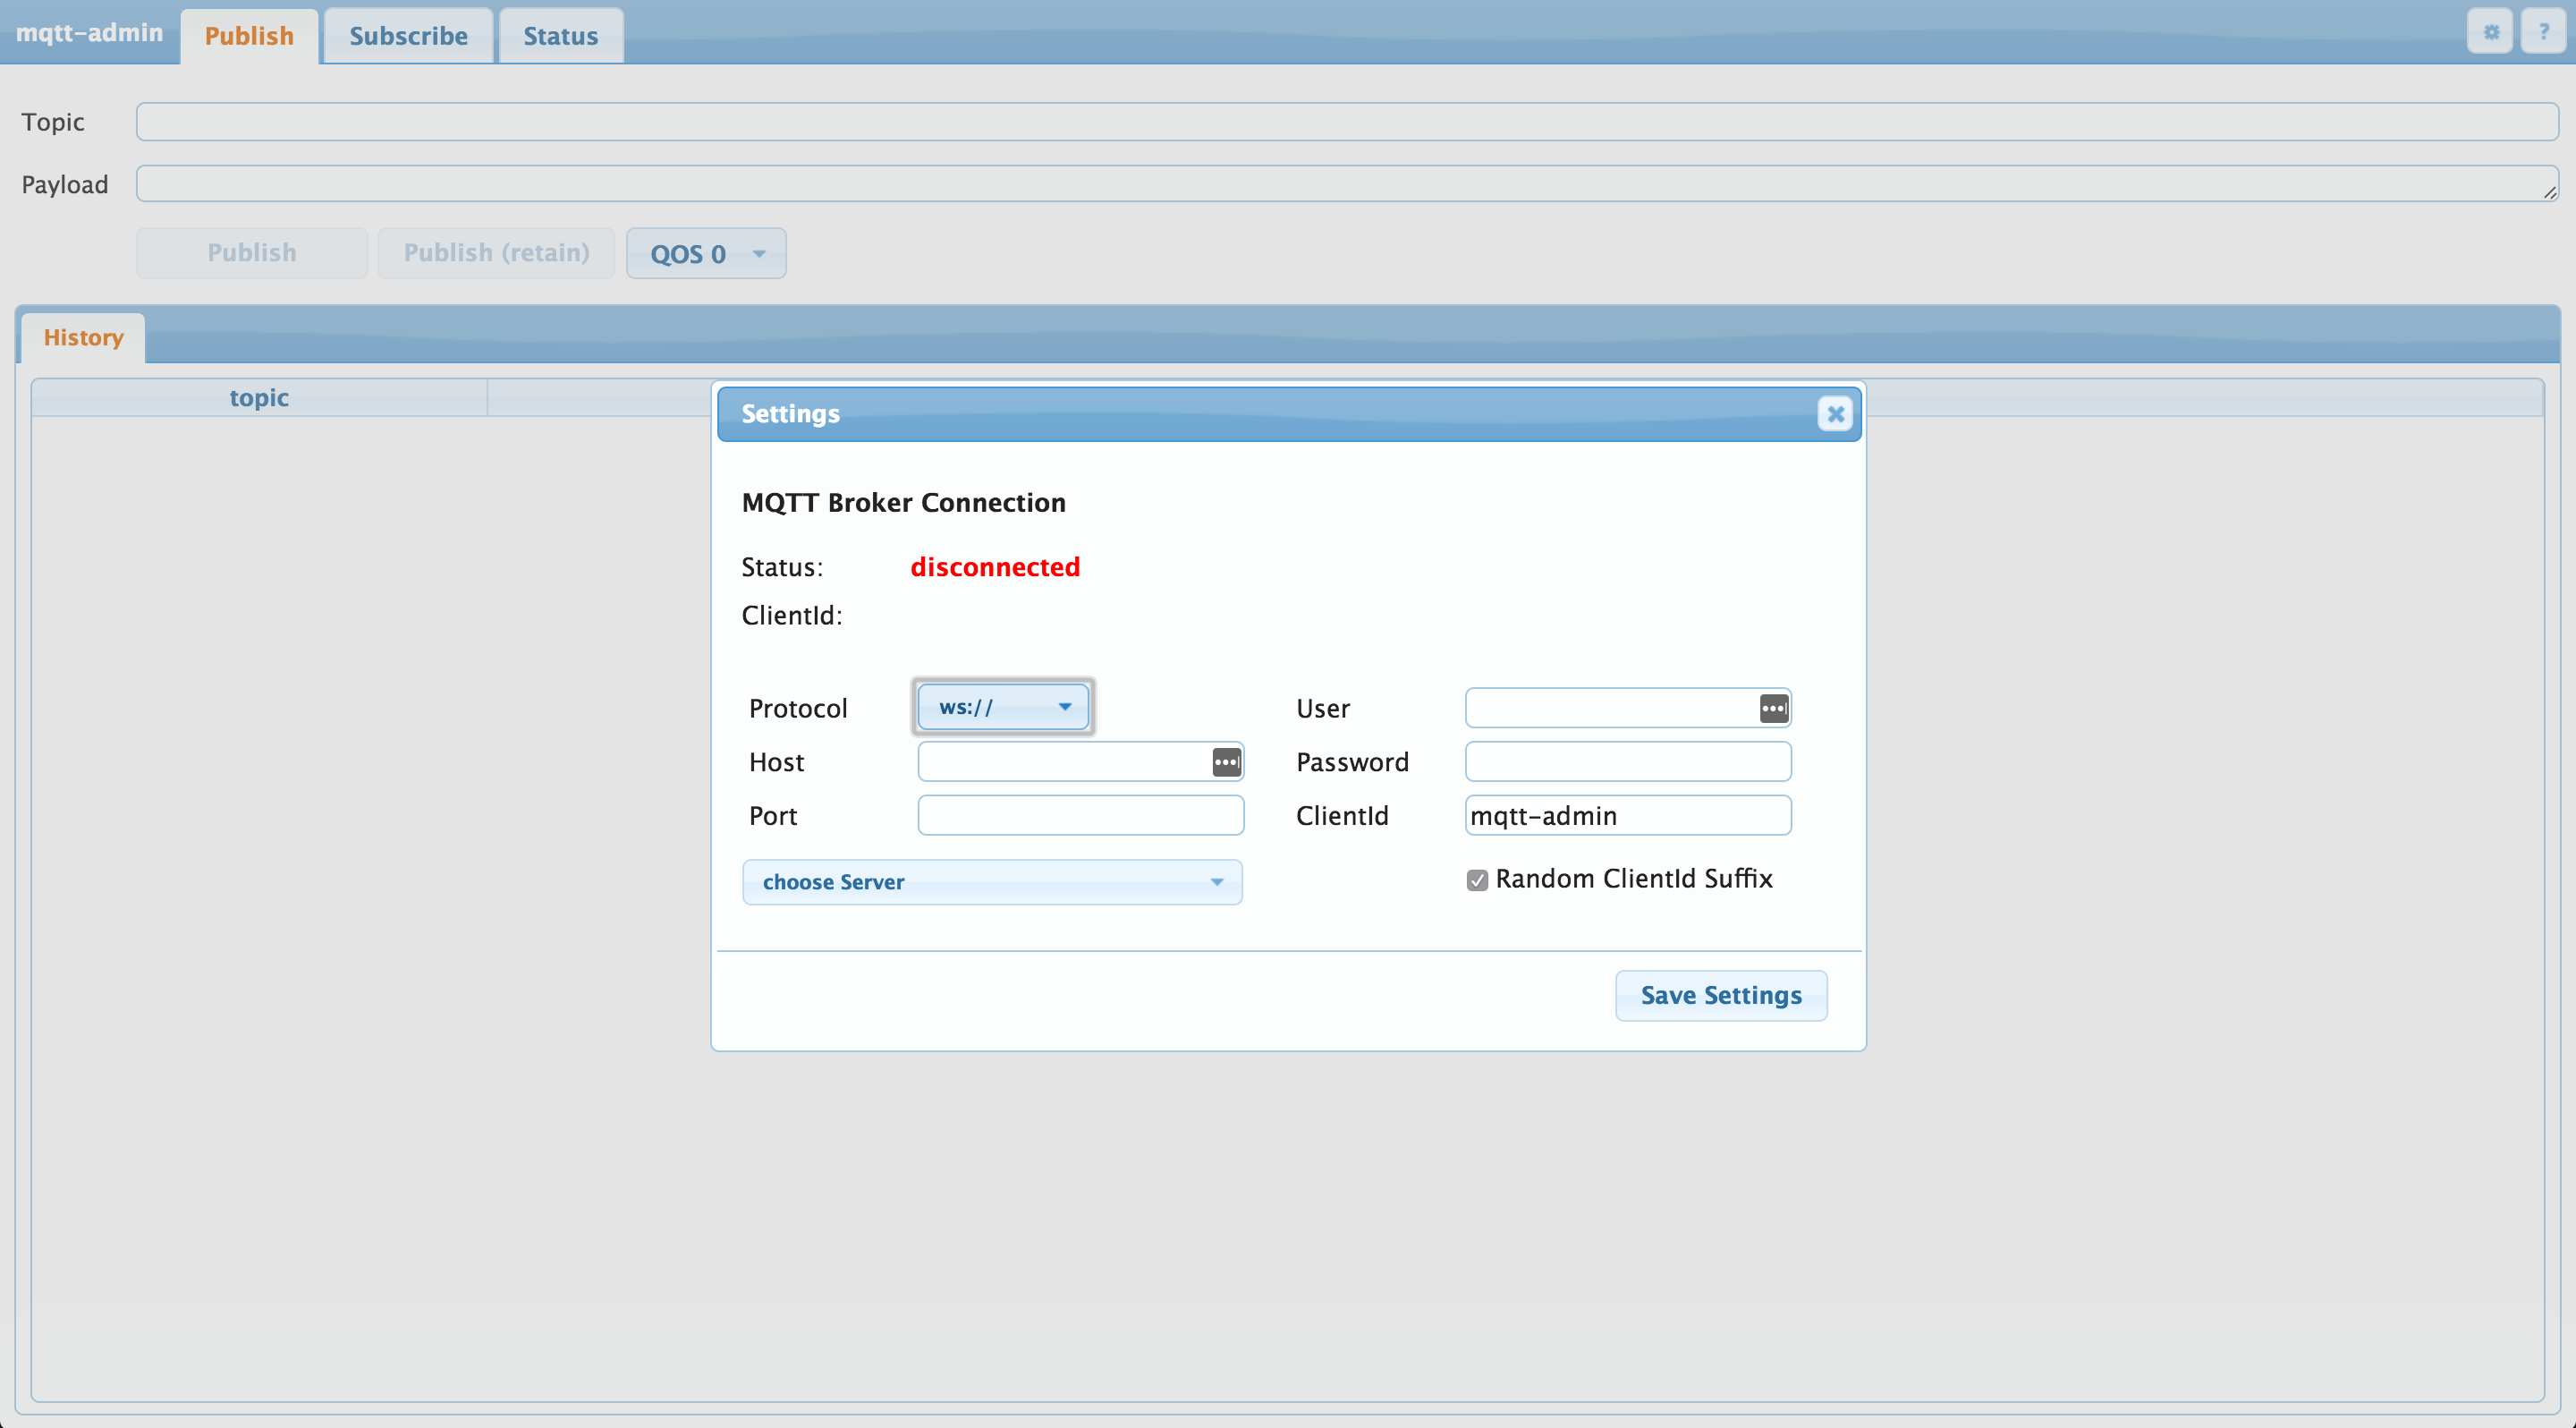 mqtt-admin Publish Subscribe Status ?
Topic
Payload
Publish Publish (retain) QOS 0
History
topic
Settings
MQTT Broker Connection
Status: disconnected
ClientId:
Protocol ws:// User
Host Password
Port ClientId mqtt-admin
choose Server Random ClientId Suffix
Save Settings